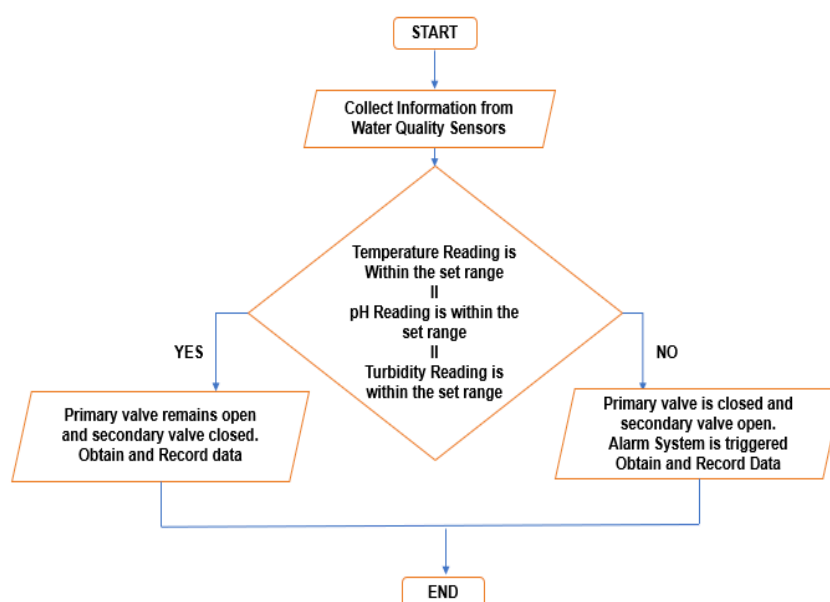 START
Collect Information from
Water Quality Sensors
Temperature Reading is
Within the set range
II
pH Reading is within the
set range
II
Turbidity Reading is
within the set range
YES
NO
Primary valve remains open
and secondary valve closed.
Obtain and Record data
Primary valve is closed and
secondary valve open.
Alarm System is triggered
Obtain and Record Data
END